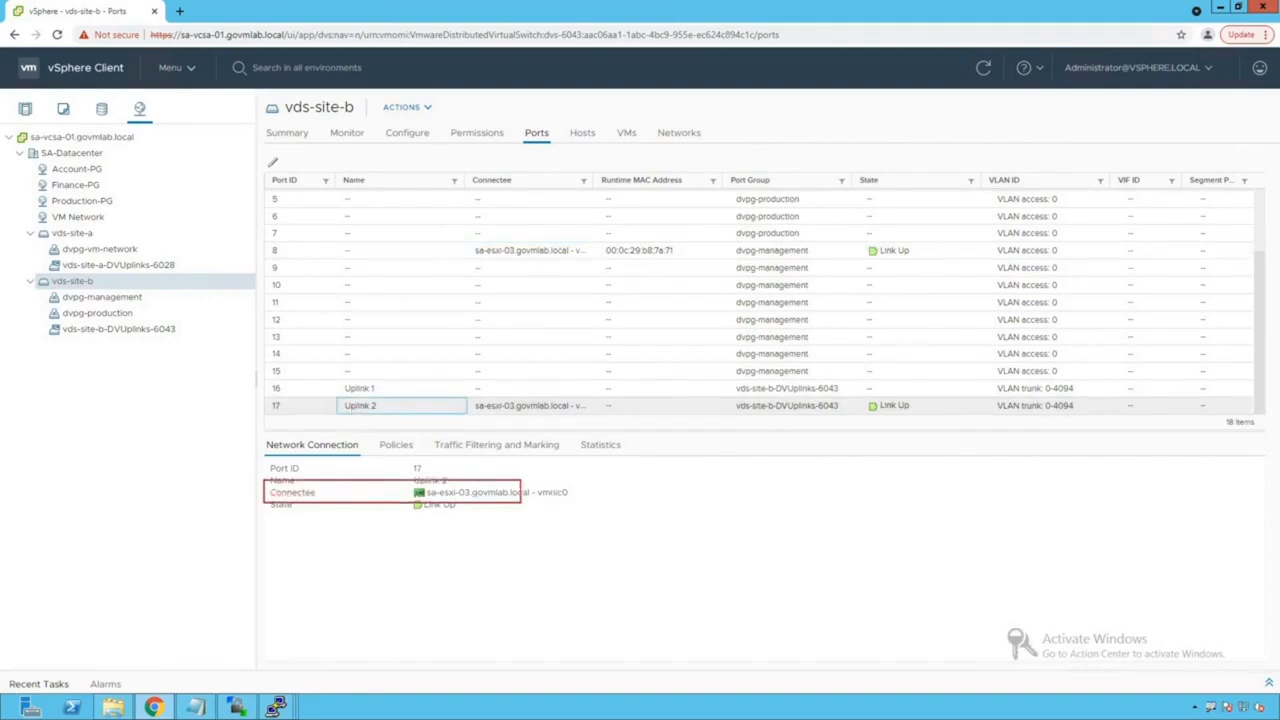 vSphere - vds-site-b - Ports
Not secure https://sa-vcsa-01.govmlab.local/ui/app/dvs;nav=n/urn:vmomi:VmwareDistributedVirtualSwitch:dvs-6043:aac06aa1-1abc-4bc9-955e-ec624c894c1c/ports Update
vm vSphere Client Menu Search in all environments Administrator@VSPHERE.LOCAL
vds-site-b ACTIONS
Summary Monitor Configure Permissions Ports Hosts VMs Networks
sa-vcsa-01.govmlab.local
SA-Datacenter
Account-PG
Finance-PG
Production-PG
VM Network
vds-site-a
dvpg-vm-network
vds-site-a-DVUplinks-6028
vds-site-b
dvpg-management
dvpg-production
vds-site-b-DVUplinks-6043
Port ID Name Connectee Runtime MAC Address Port Group State VLAN ID VIF ID Segment P...
5 -- -- -- dvpg-production -- VLAN access: 0 -- --
6 -- -- -- dvpg-production -- VLAN access: 0 -- --
7 -- -- -- dvpg-production -- VLAN access: 0 -- --
8 -- sa-esxi-03.govmlab.local - v... 00:0c:29:b8:7a:71 dvpg-management Link Up VLAN access: 0 -- --
9 -- -- -- dvpg-management -- VLAN access: 0 -- --
10 -- -- -- dvpg-management -- VLAN access: 0 -- --
11 -- -- -- dvpg-management -- VLAN access: 0 -- --
12 -- -- -- dvpg-management -- VLAN access: 0 -- --
13 -- -- -- dvpg-management -- VLAN access: 0 -- --
14 -- -- -- dvpg-management -- VLAN access: 0 -- --
15 -- -- -- dvpg-management -- VLAN access: 0 -- --
16 Uplink 1 -- -- vds-site-b-DVUplinks-6043 -- VLAN trunk: 0-4094 -- --
17 Uplink 2 sa-esxi-03.govmlab.local - v... -- vds-site-b-DVUplinks-6043 Link Up VLAN trunk: 0-4094 -- --
18 items
Network Connection Policies Traffic Filtering and Marking Statistics
Port ID 17
Name Uplink 2
Connectee sa-esxi-03.govmlab.local - vmnic0
State Link Up
Activate Windows
Go to Action Center to activate Windows.
Recent Tasks Alarms